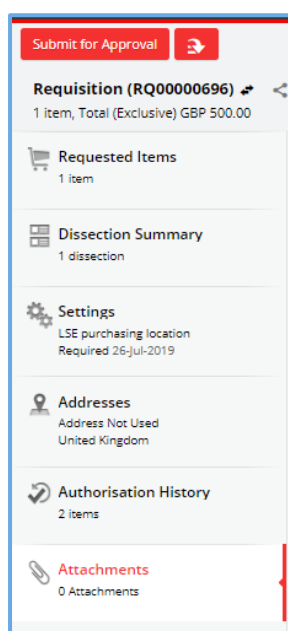 Submit for Approval
Requisition (RQ00000696)
1 item, Total (Exclusive) GBP 500.00
Requested Items
1 item
Dissection Summary
1 dissection
Settings
LSE purchasing location
Required 26-Jul-2019
Addresses
Address Not Used
United Kingdom
Authorisation History
2 items
Attachments
0 Attachments